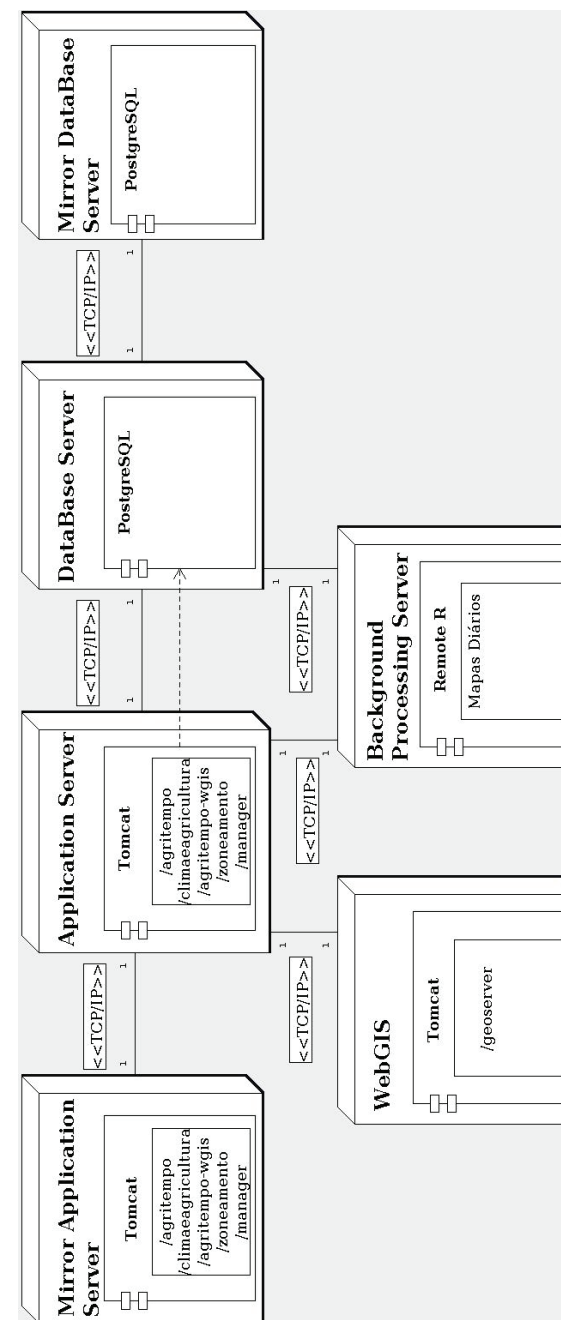 Mirror Application
Server
Tomcat
/agritempo
/climaeagricultura
/agritempo-wgis
/zoneamento
/manager
<<TCP/IP>>
1
1
Application Server
Tomcat
/agritempo
/climaeagricultura
/agritempo-wgis
/zoneamento
/manager
<<TCP/IP>>
1
1
DataBase Server
PostgreSQL
<<TCP/IP>>
1
1
Mirror DataBase
Server
PostgreSQL
1
<<TCP/IP>>
1
1
<<TCP/IP>>
1
1
<<TCP/IP>>
1
WebGIS
Tomcat
/geoserver
Background
Processing Server
Remote R
Mapas Diários